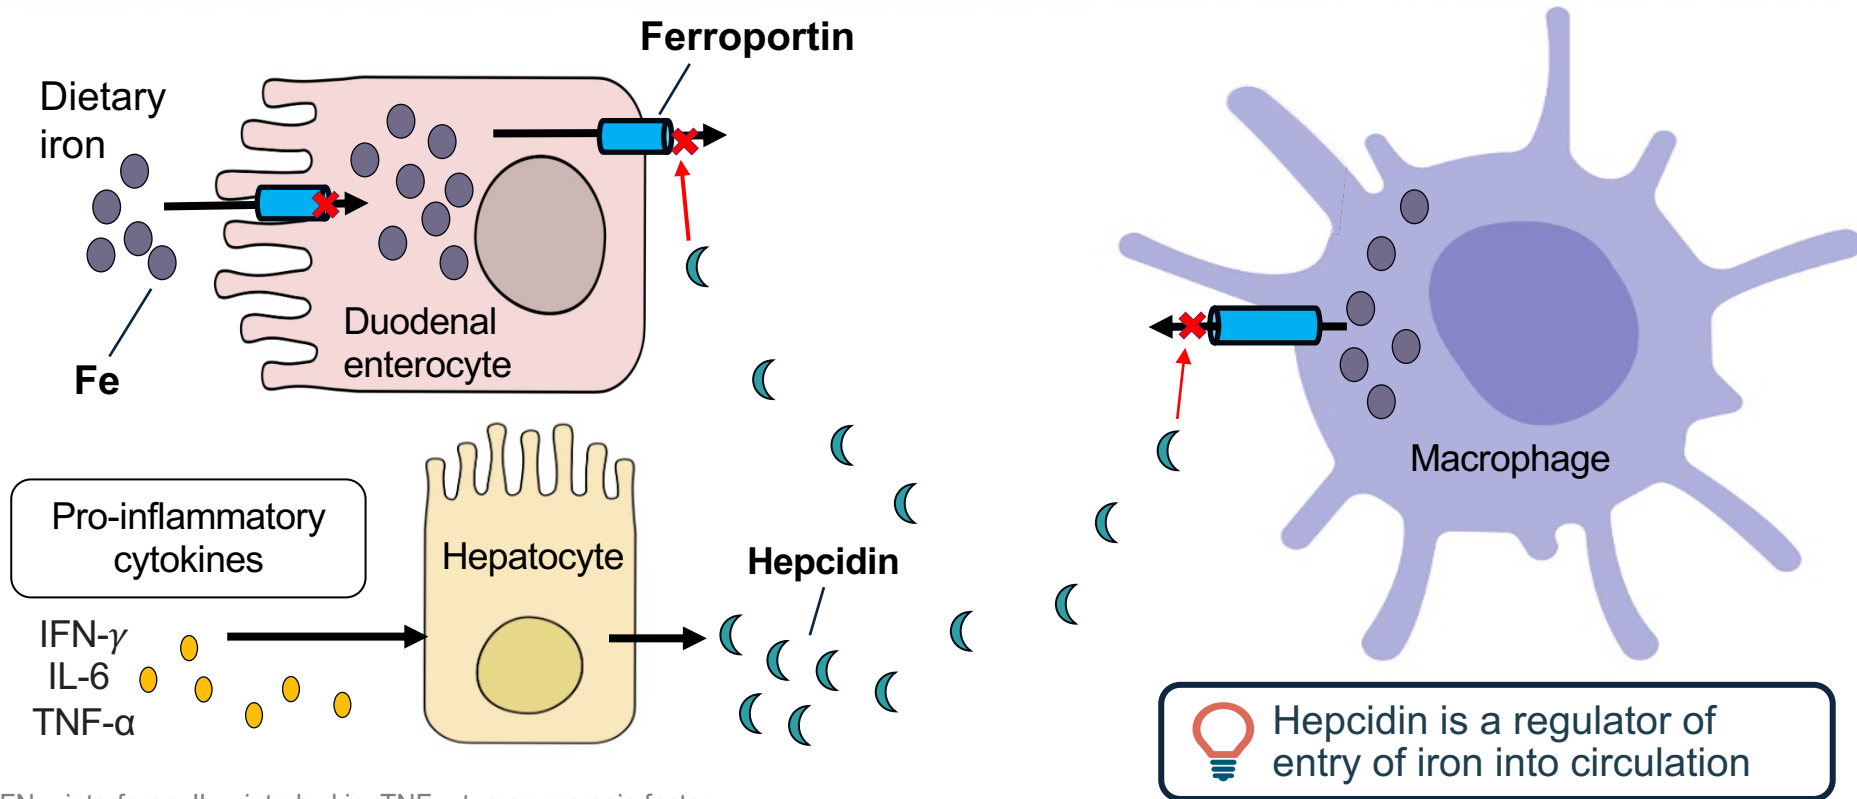 Ferroportin
Dietary
iron
Duodenal
enterocyte
Fe
Macrophage
Pro-inflammatory
cytokines
Hepatocyte
Hepcidin
IFN-γ
IL-6
TNF-α
Hepcidin is a regulator of
entry of iron into circulation